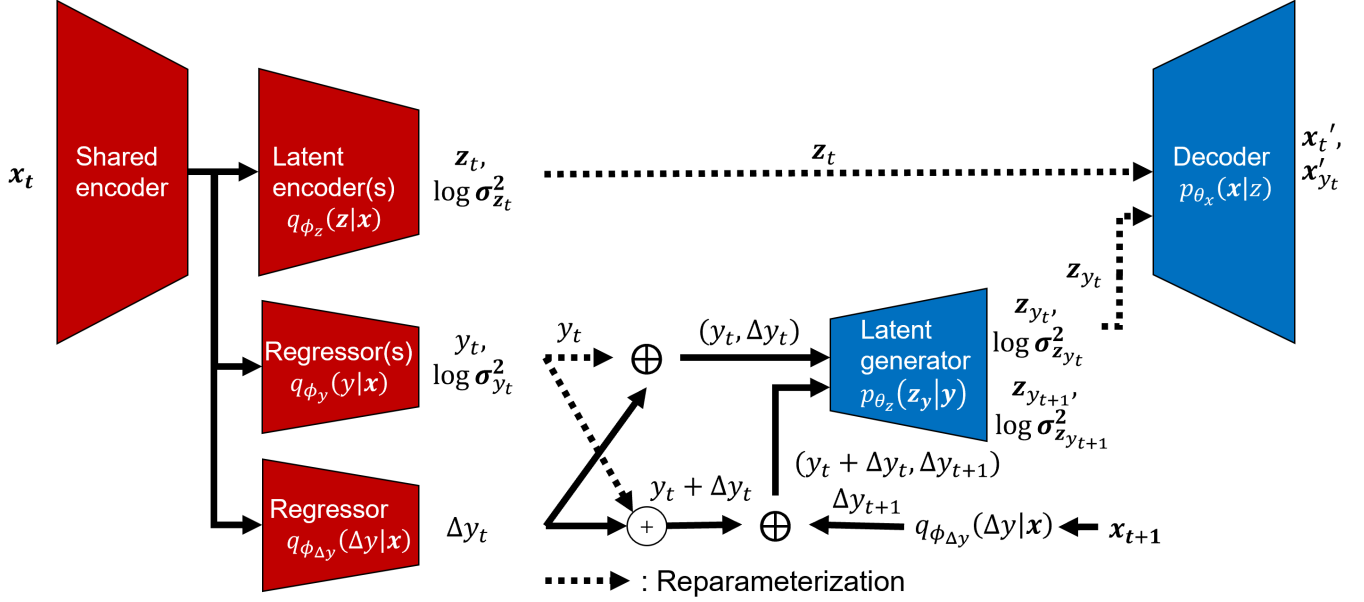 x_t
Shared
encoder
Latent
encoder(s)
q_{ϕ_z}(z|x)
z_t,
log σ²_{z_t}
z_t
Decoder
p_{θ_x}(x|z)
x_t′,
x′_{y_t}
Regressor(s)
q_{ϕ_y}(y|x)
y_t,
log σ²_{y_t}
y_t
⊕
(y_t, Δy_t)
Latent
generator
p_{θ_z}(z_y|y)
z_{y_t},
log σ²_{z_{y_t}}
z_{y_t}
z_{y_{t+1}},
log σ²_{z_{y_{t+1}}}
Regressor
q_{ϕ_{Δy}}(Δy|x)
Δy_t
+
y_t + Δy_t
⊕
(y_t + Δy_t, Δy_{t+1})
Δy_{t+1}
q_{ϕ_{Δy}}(Δy|x)
x_{t+1}
: Reparameterization